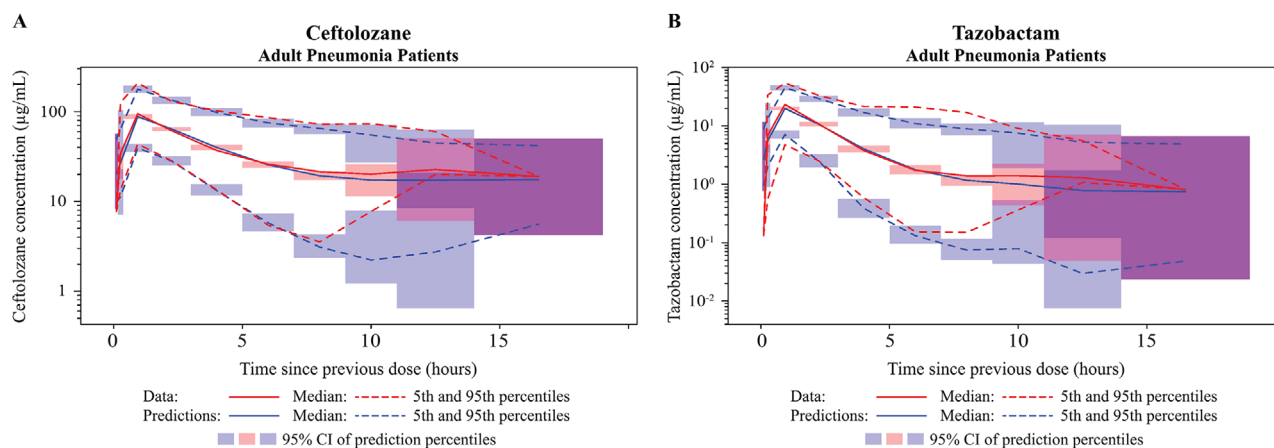 A
Ceftolozane
Adult Pneumonia Patients
Ceftolozane concentration (µg/mL)
100
10
1
0
5
10
15
Time since previous dose (hours)
Data: Median: 5th and 95th percentiles
Predictions: Median: 5th and 95th percentiles
95% CI of prediction percentiles
B
Tazobactam
Adult Pneumonia Patients
Tazobactam concentration (µg/mL)
10²
10¹
10⁰
10⁻¹
10⁻²
0
5
10
15
Time since previous dose (hours)
Data: Median: 5th and 95th percentiles
Predictions: Median: 5th and 95th percentiles
95% CI of prediction percentiles